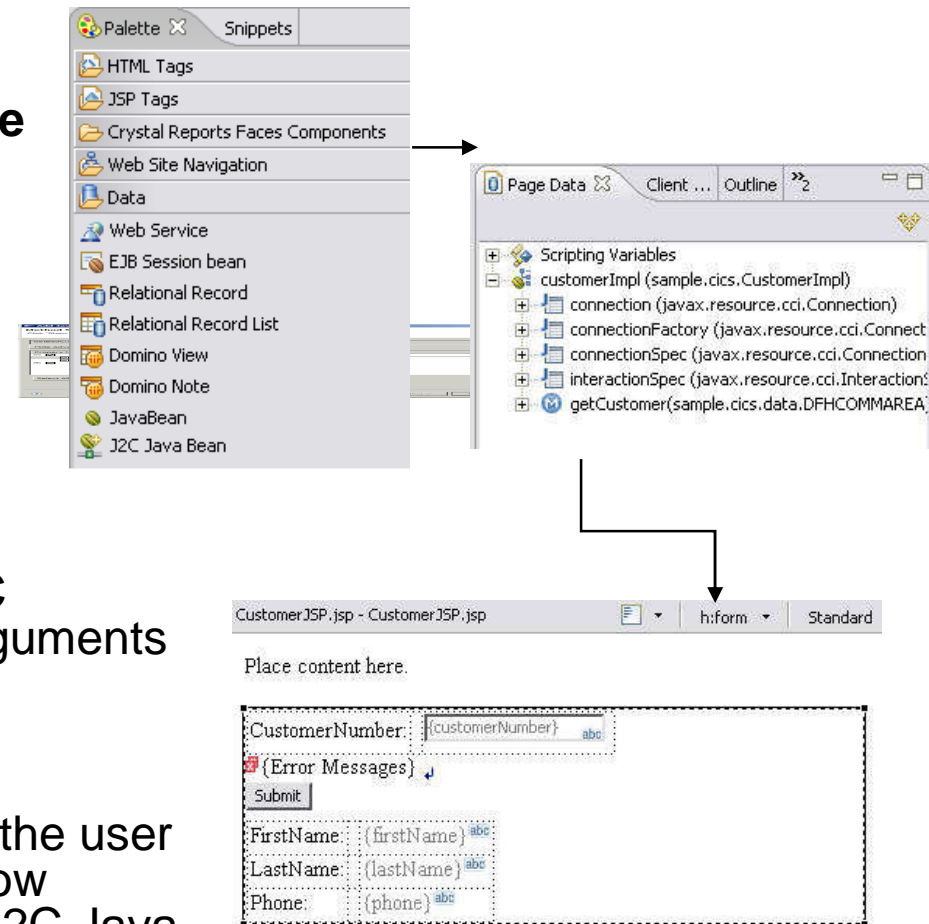 Palette Snippets
HTML Tags
JSP Tags
Crystal Reports Faces Components
Web Site Navigation
Data
Web Service
EJB Session bean
Relational Record
Relational Record List
Domino View
Domino Note
JavaBean
J2C Java Bean
e
Page Data Client ... Outline »2
Scripting Variables
customerImpl (sample.cics.CustomerImpl)
connection (javax.resource.cci.Connection)
connectionFactory (javax.resource.cci.Connect
connectionSpec (javax.resource.cci.Connection
interactionSpec (javax.resource.cci.Interaction
getCustomer(sample.cics.data.DFHCOMMAREA
guments
the user
ow
2C Java
CustomerJSP.jsp - CustomerJSP.jsp h:form Standard
Place content here.
CustomerNumber: {customerNumber} abc
{Error Messages}
Submit
FirstName: {firstName} abc
LastName: {lastName} abc
Phone: {phone} abc